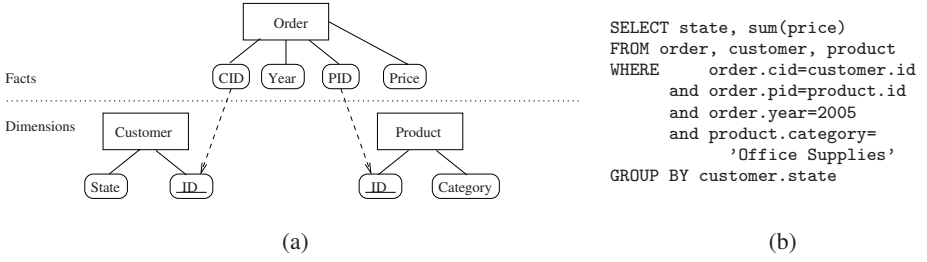 Order
CID Year PID Price
Facts
Dimensions
Customer Product
State ID ID Category
(a)
SELECT state, sum(price)
FROM order, customer, product
WHERE order.cid=customer.id
and order.pid=product.id
and order.year=2005
and product.category=
'Office Supplies'
GROUP BY customer.state
(b)